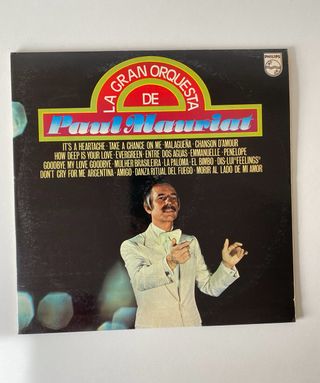 PHILIPS
LA GRAN ORQUESTA
DE
Paul Mauriat
IT'S A HEARTACHE·TAKE A CHANCE ON ME·MALAGUEÑA·CHANSON D'AMOUR
HOW DEEP IS YOUR LOVE·EVERGREEN·ENTRE DOS AGUAS·EMMANUELLE·PENELOPE
GOODBYE MY LOVE GOODBYE·MULHER BRASILEIRA·LA PALOMA·EL BIMBO·DIS-LUI"FEELINGS"
DON'T CRY FOR ME ARGENTINA·AMIGO·DANZA RITUAL DEL FUEGO·MORIR AL LADO DE MI AMOR